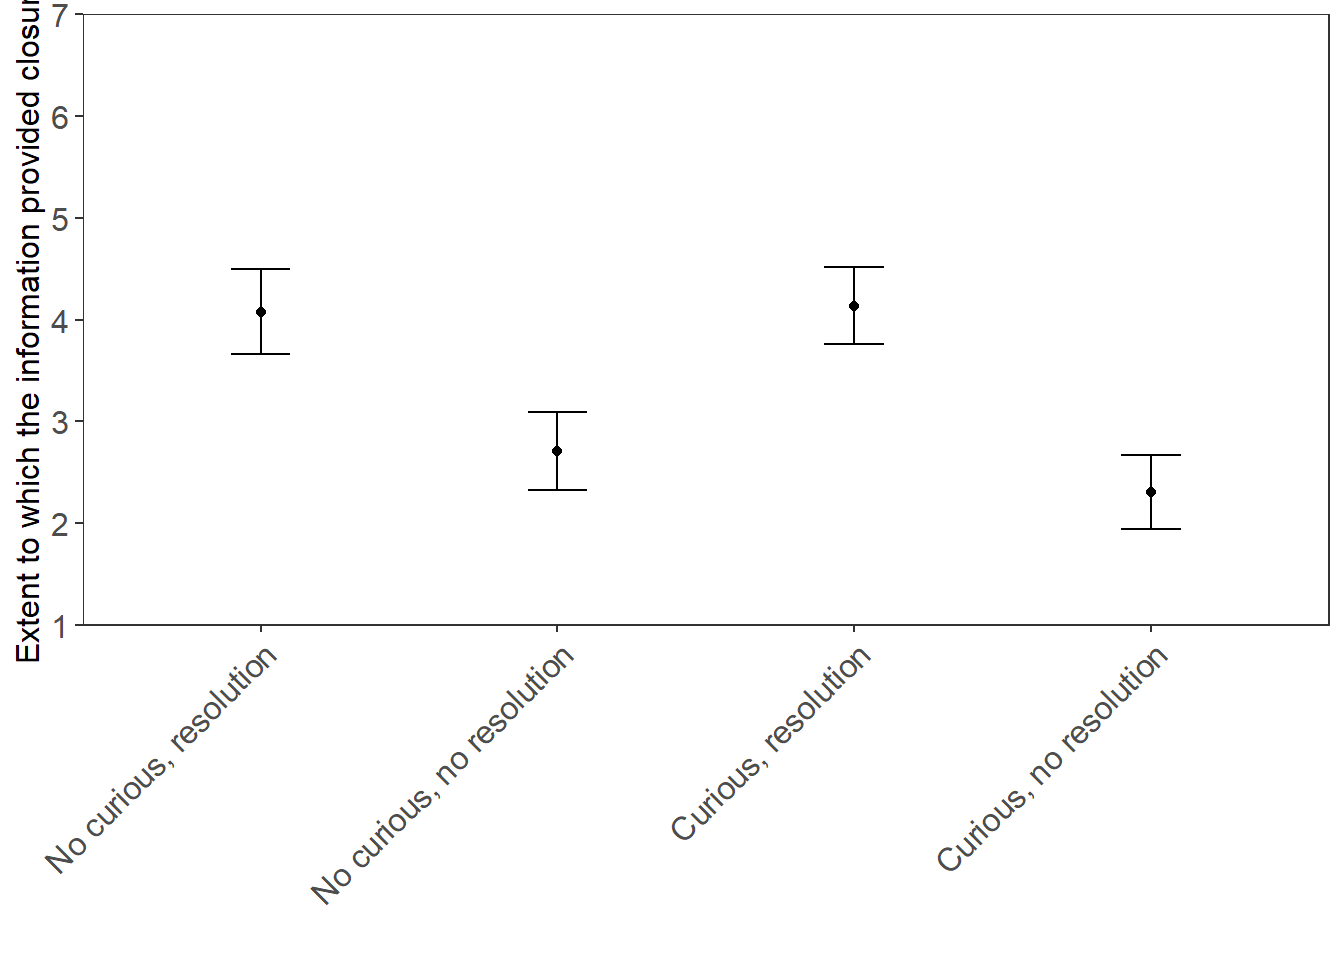 Extent to which the information provided closur
7
6
5
4
3
2
1
No curious, resolution
No curious, no resolution
Curious, resolution
Curious, no resolution